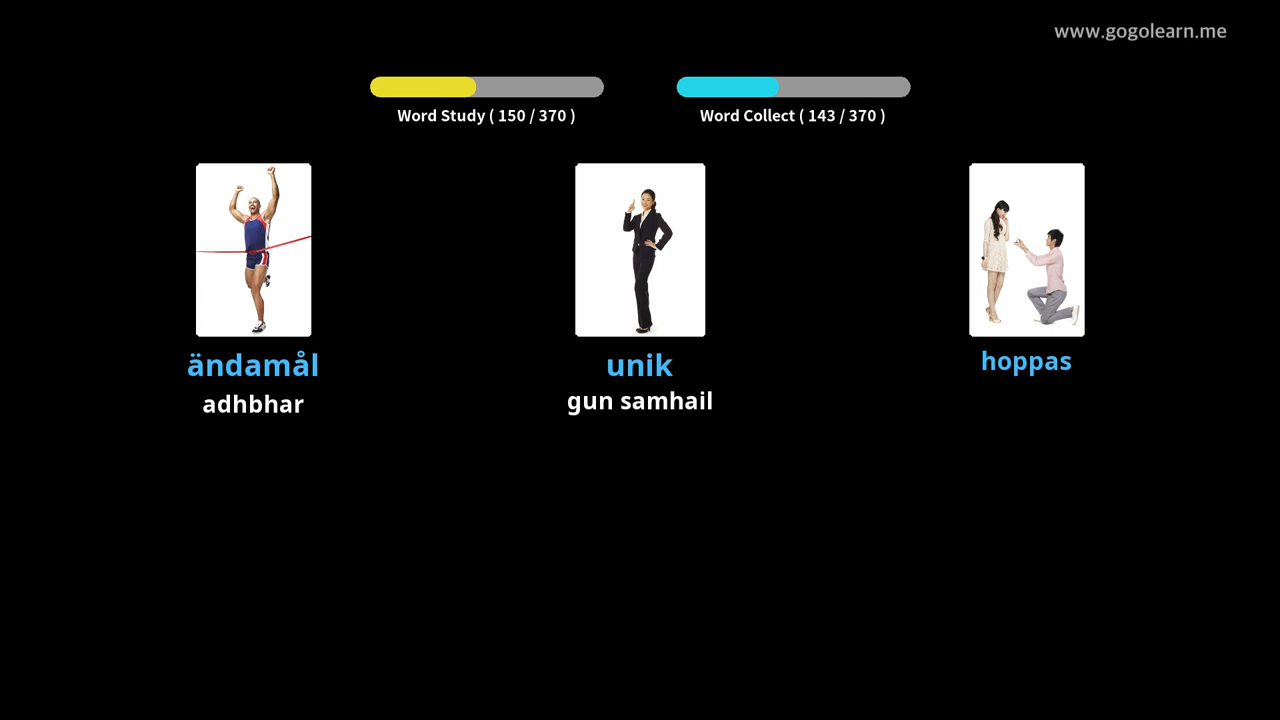 www.gogolearn.me
Word Study ( 150 / 370 )
Word Collect ( 143 / 370 )
ändamål
adhbhar
unik
gun samhail
hoppas